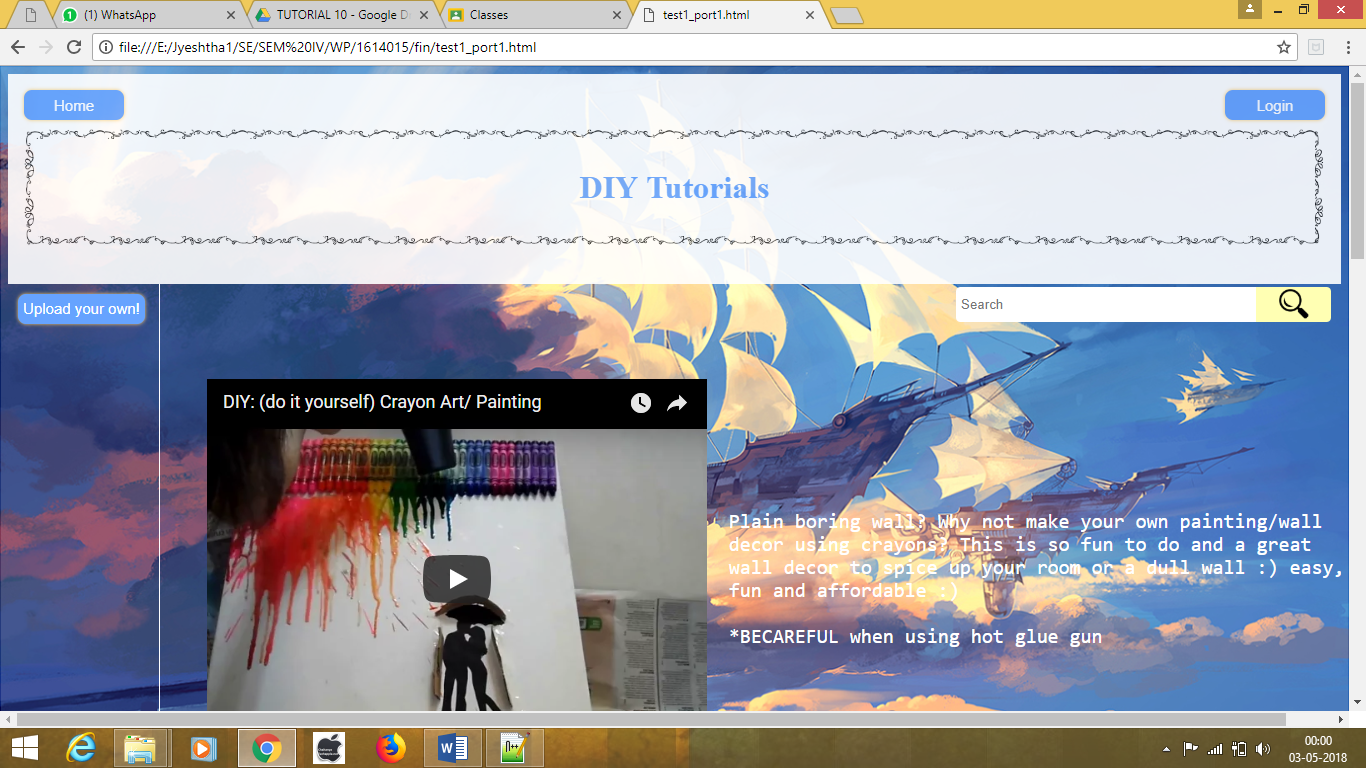 (1) WhatsApp
TUTORIAL 10 - Google D
Classes
test1_port1.html
file:///E:/Jyeshtha1/SE/SEM%20IV/WP/1614015/fin/test1_port1.html
Home
Login
DIY Tutorials
Upload your own!
Search
DIY: (do it yourself) Crayon Art/ Painting
Plain boring wall? Why not make your own painting/wall
decor using crayons? This is so fun to do and a great
wall decor to spice up your room or a dull wall :) easy,
fun and affordable :)
*BECAREFUL when using hot glue gun
00:00
03-05-2018